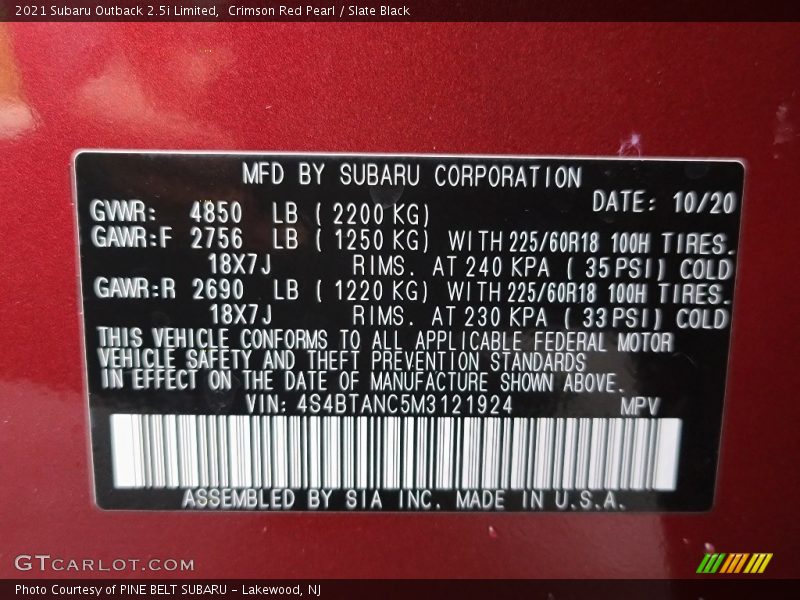 2021 Subaru Outback 2.5i Limited,  Crimson Red Pearl / Slate Black
MFD BY SUBARU CORPORATION
DATE: 10/20
GVWR: 4850 LB ( 2200 KG)
GAWR:F 2756 LB ( 1250 KG) WITH 225/60R18 100H TIRES.
18X7J RIMS. AT 240 KPA ( 35 PSI) COLD
GAWR:R 2690 LB ( 1220 KG) WITH 225/60R18 100H TIRES.
18X7J RIMS. AT 230 KPA ( 33 PSI) COLD
THIS VEHICLE CONFORMS TO ALL APPLICABLE FEDERAL MOTOR
VEHICLE SAFETY AND THEFT PREVENTION STANDARDS
IN EFFECT ON THE DATE OF MANUFACTURE SHOWN ABOVE.
VIN: 4S4BTANC5M3121924 MPV
ASSEMBLED BY SIA INC. MADE IN U.S.A.
GTCARLOT.COM
Photo Courtesy of PINE BELT SUBARU - Lakewood, NJ